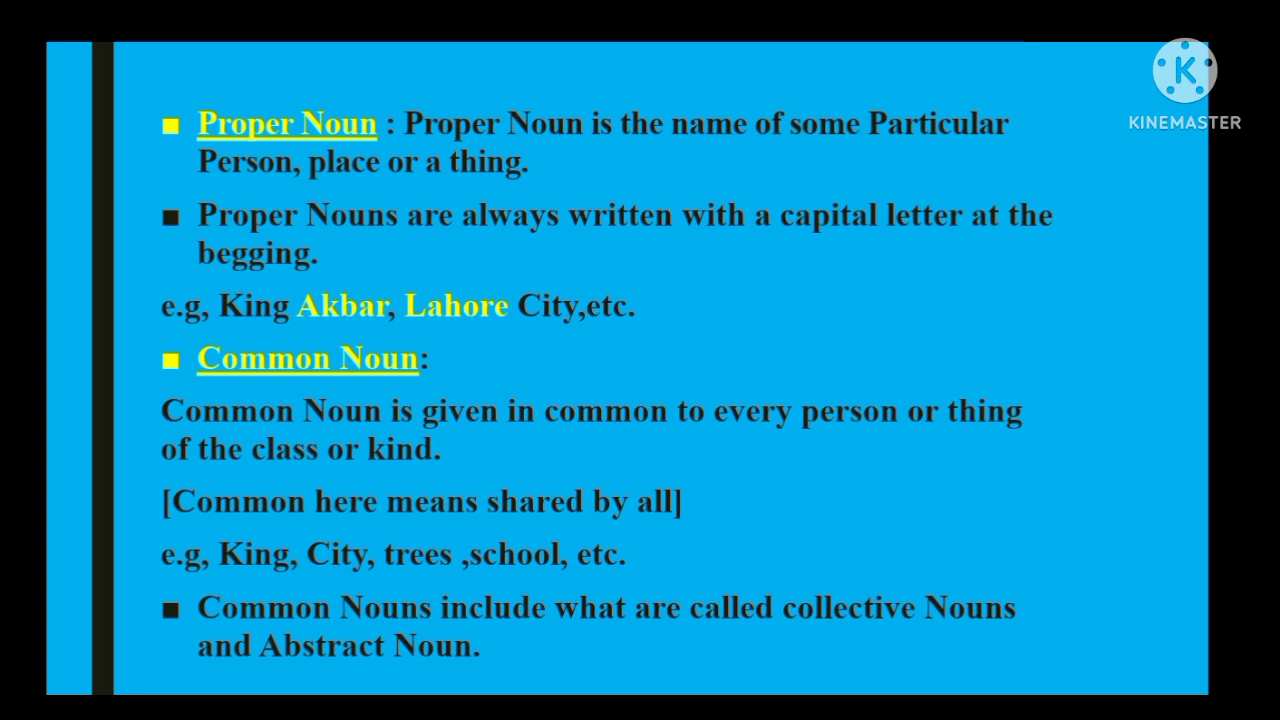 ■ Proper Noun : Proper Noun is the name of some Particular
Person, place or a thing.
■ Proper Nouns are always written with a capital letter at the
begging.
e.g, King Akbar, Lahore City,etc.
■ Common Noun:
Common Noun is given in common to every person or thing
of the class or kind.
[Common here means shared by all]
e.g, King, City, trees ,school, etc.
■ Common Nouns include what are called collective Nouns
and Abstract Noun.
K
KINEMASTER